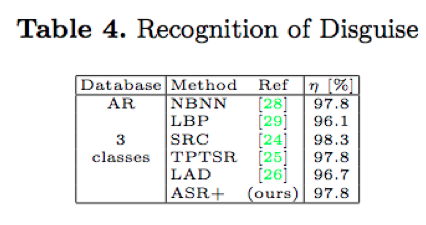 Table 4. Recognition of Disguise
Database Method Ref η [%]
AR NBNN [28] 97.8
LBP [29] 96.1
3 SRC [24] 98.3
classes TPTSR [25] 97.8
LAD [26] 96.7
ASR+ (ours) 97.8